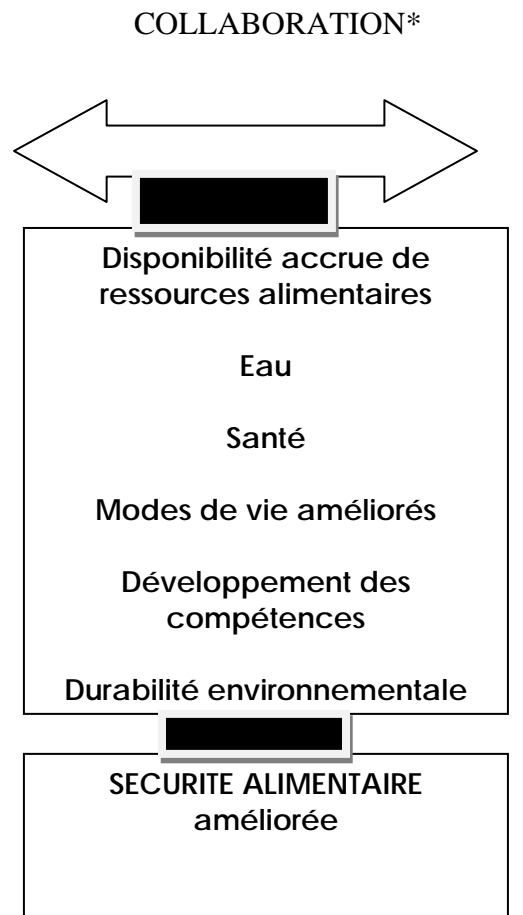 COLLABORATION*
Disponibilité accrue de
ressources alimentaires
Eau
Santé
Modes de vie améliorés
Développement des
compétences
Durabilité environnementale
SECURITE ALIMENTAIRE
améliorée